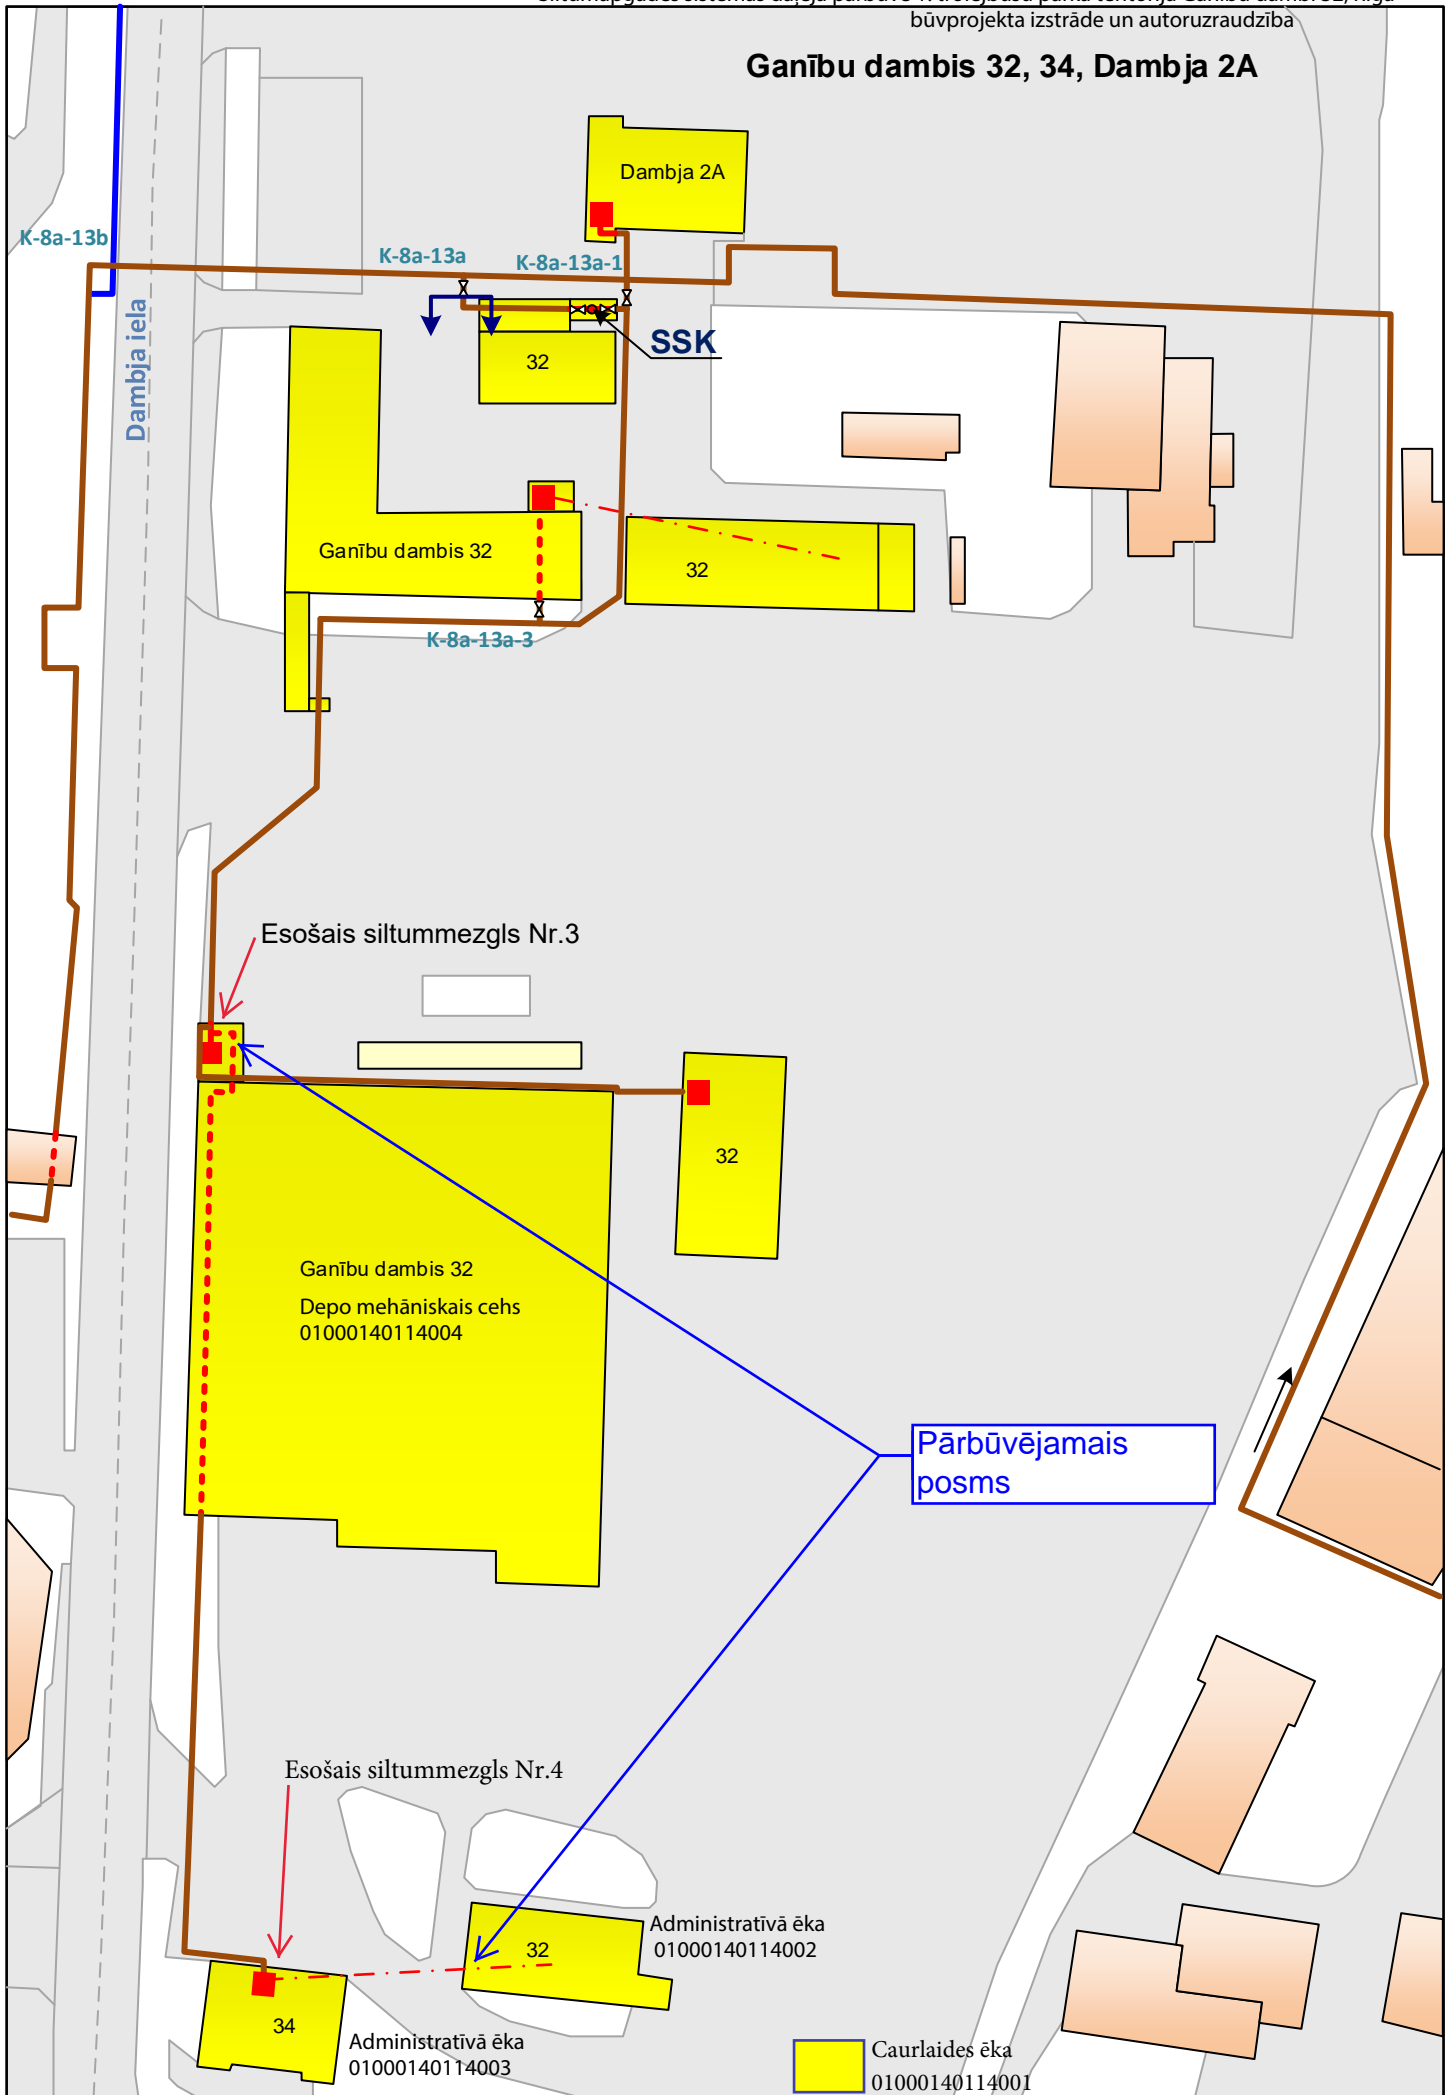 būvprojekta izstrāde un autoruzraudzība
Ganību dambis 32, 34, Dambja 2A
Dambja 2A
K-8a-13b
K-8a-13a
K-8a-13a-1
Dambja iela
SSK
32
Ganību dambis 32
32
K-8a-13a-3
Esošais siltummezgls Nr.3
32
Ganību dambis 32
Depo mehāniskais cehs
01000140114004
Pārbūvējamais
posms
Esošais siltummezgls Nr.4
Administratīvā ēka
01000140114002
32
34
Administratīvā ēka
01000140114003
Caurlaides ēka
01000140114001